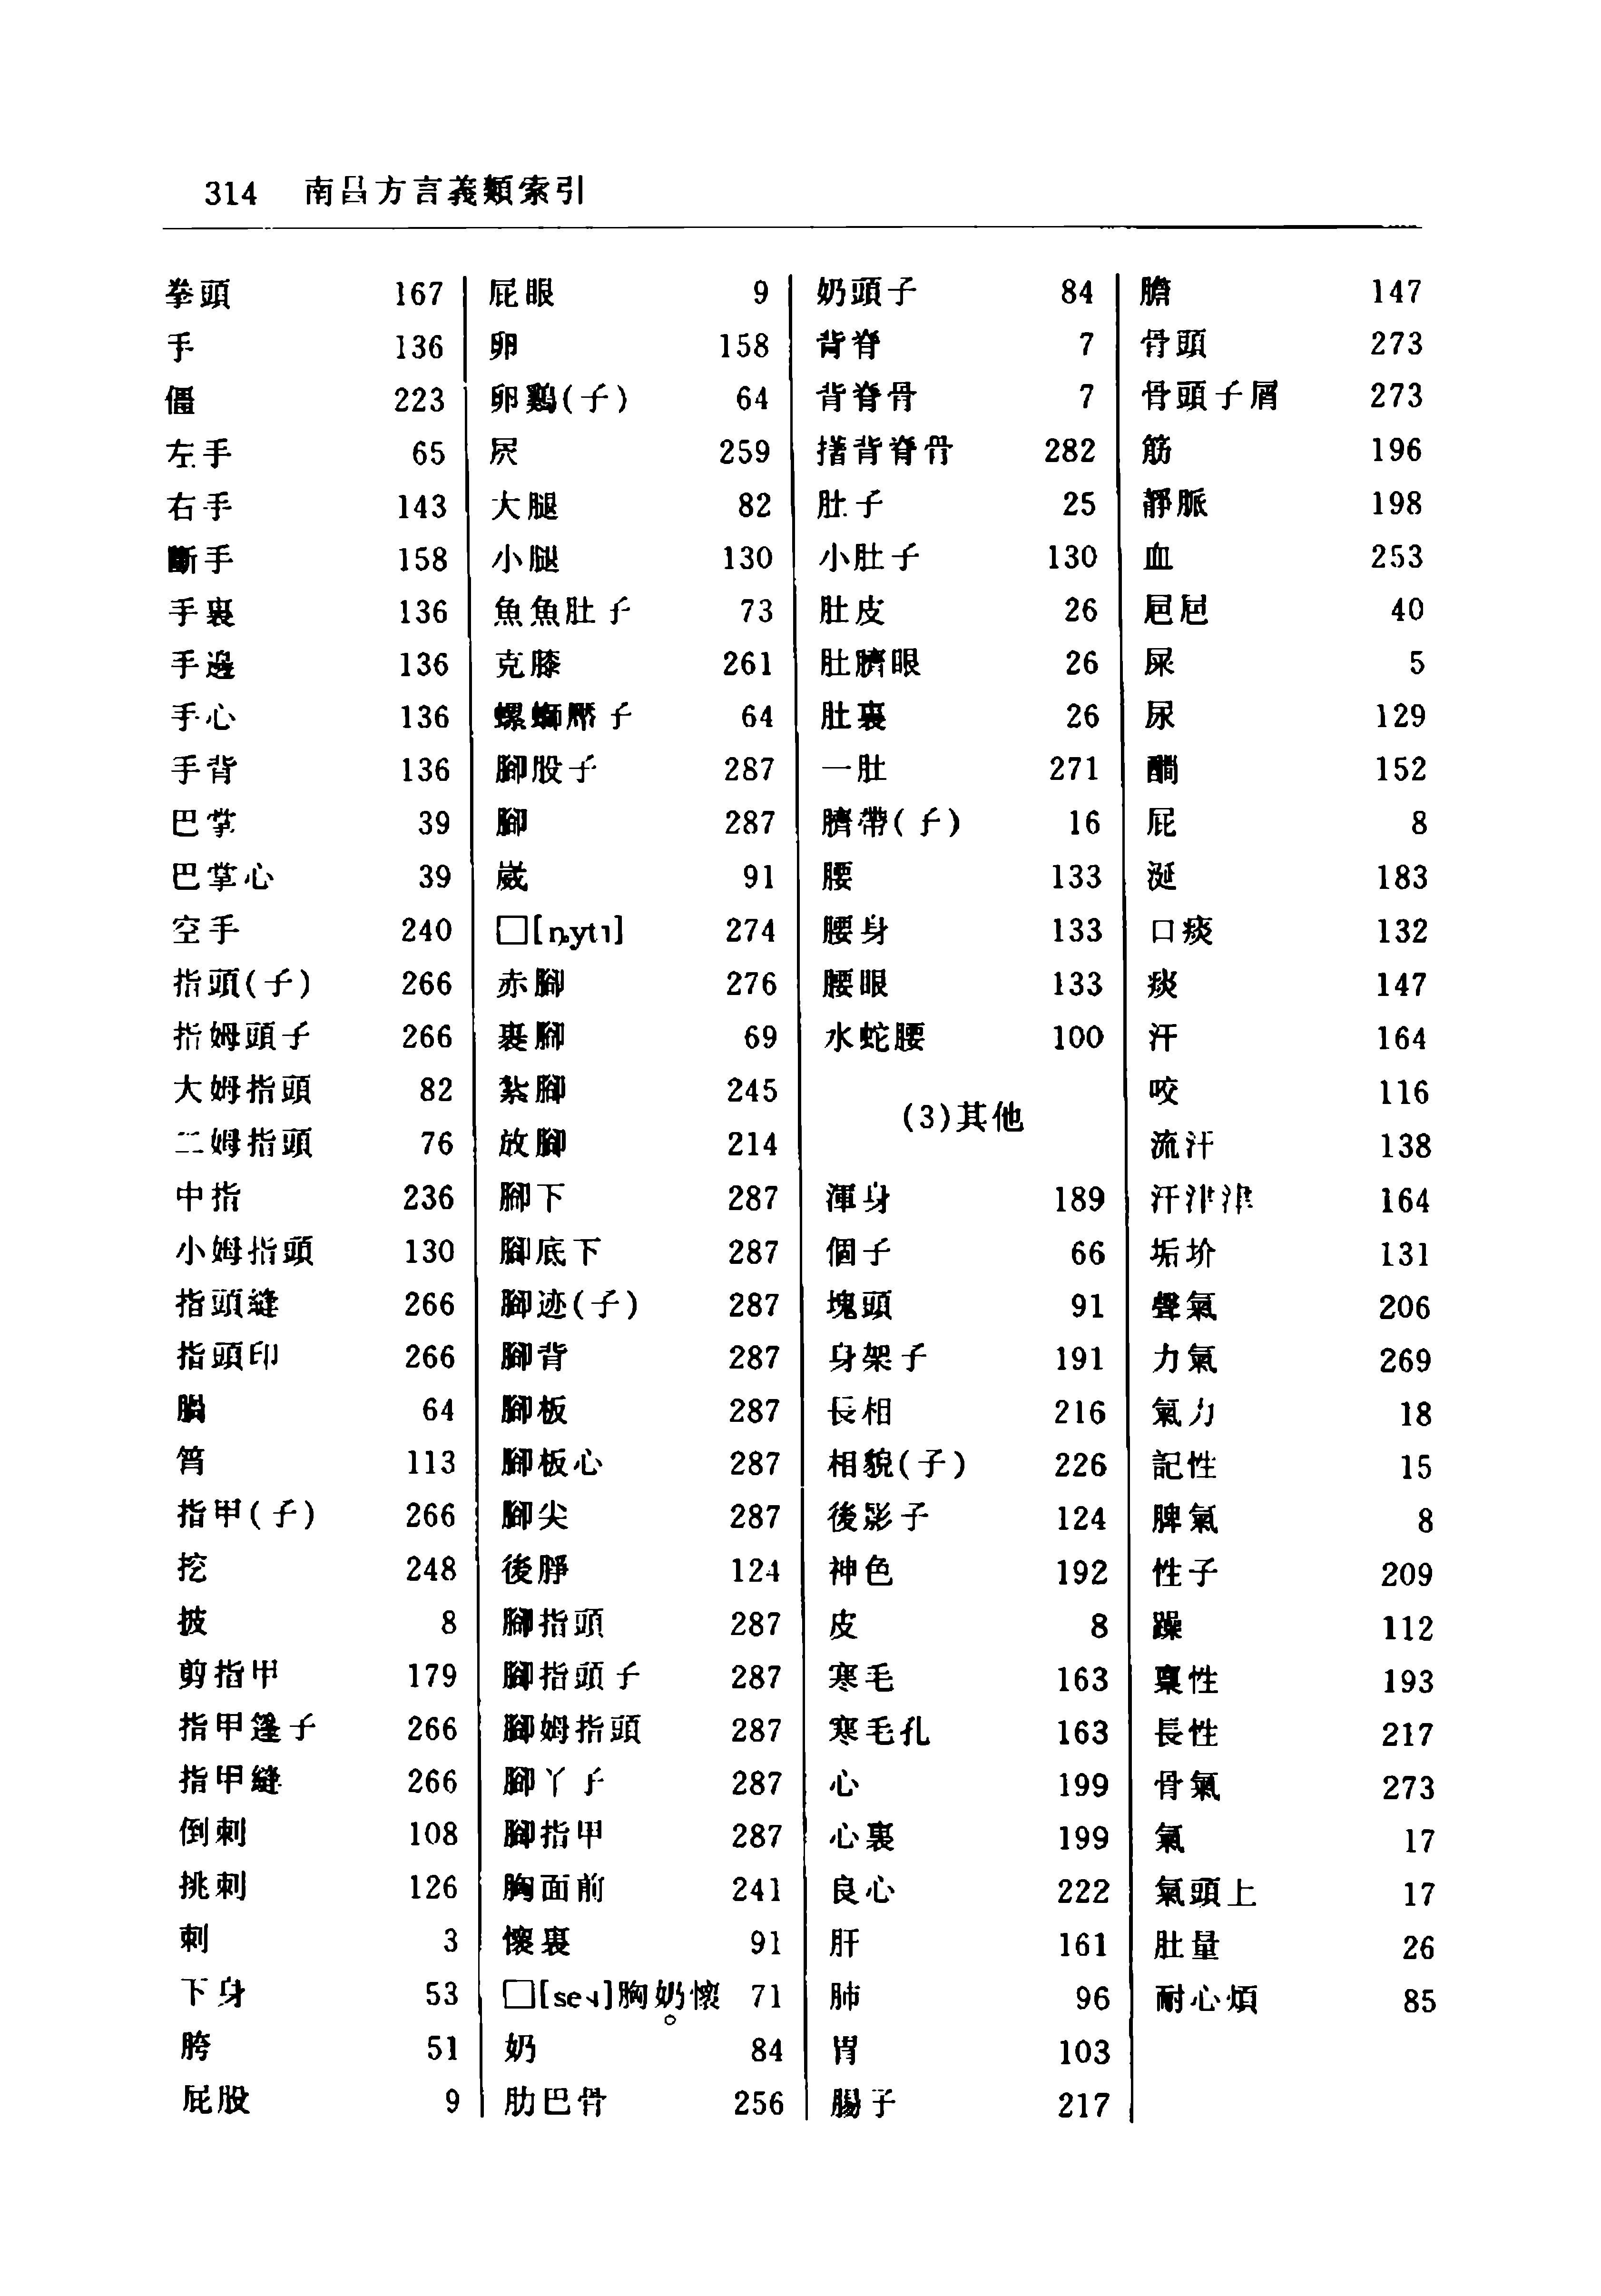 314 南昌方言義類索引
拳頭 167
手 136
僵 223
左手 65
右手 143
斷手 158
手裏 136
手邊 136
手心 136
手背 136
巴掌 39
巴掌心 39
空手 240
指頭(子) 266
指姆頭子 266
大姆指頭 82
二姆指頭 76
中指 236
小姆指頭 130
指頭縫 266
指頭印 266
腡 64
筲 113
指甲(子) 266
挖 248
披 8
剪指甲 179
指甲篷子 266
指甲縫 266
倒刺 108
挑刺 126
刺 3
下身 53
胯 51
屁股 9
屁眼 9
卵 158
卵鷄(子) 64
㞗 259
大腿 82
小腿 130
魚魚肚子 73
克膝 261
螺螄孱子 64
腳股子 287
腳 287
崴 91
□[ȵyt˥] 274
赤腳 276
裹腳 69
紮腳 245
放腳 214
腳下 287
腳底下 287
腳迹(子) 287
腳背 287
腳板 287
腳板心 287
腳尖 287
後脝 124
腳指頭 287
腳指頭子 287
腳姆指頭 287
腳丫子 287
腳指甲 287
胸面前 241
懷裏 91
□[se]胸奶懷 71
奶 84
肋巴骨 256
奶頭子 84
背脊 7
背脊骨 7
𢴈背脊骨 282
肚子 25
小肚子 130
肚皮 26
肚臍眼 26
肚裏 26
一肚 271
臍帶(子) 16
腰 133
腰身 133
腰眼 133
水蛇腰 100
(3)其他
渾身 189
個子 66
塊頭 91
身架子 191
長相 216
相貌(子) 226
後影子 124
神色 192
皮 8
寒毛 163
寒毛孔 163
心 199
心裏 199
良心 222
肝 161
肺 96
胃 103
腸子 217
膽 147
骨頭 273
骨頭子屑 273
筋 196
靜脈 198
血 253
㞎㞎 40
屎 5
尿 129
152
屁 8
涎 183
口痰 132
痰 147
汗 164
咬 116
流汗 138
汗津津 164
垢圿 131
聲氣 206
力氣 269
氣力 18
記性 15
脾氣 8
性子 209
躁 112
稟性 193
長性 217
骨氣 273
氣 17
氣頭上 17
肚量 26
耐心煩 85